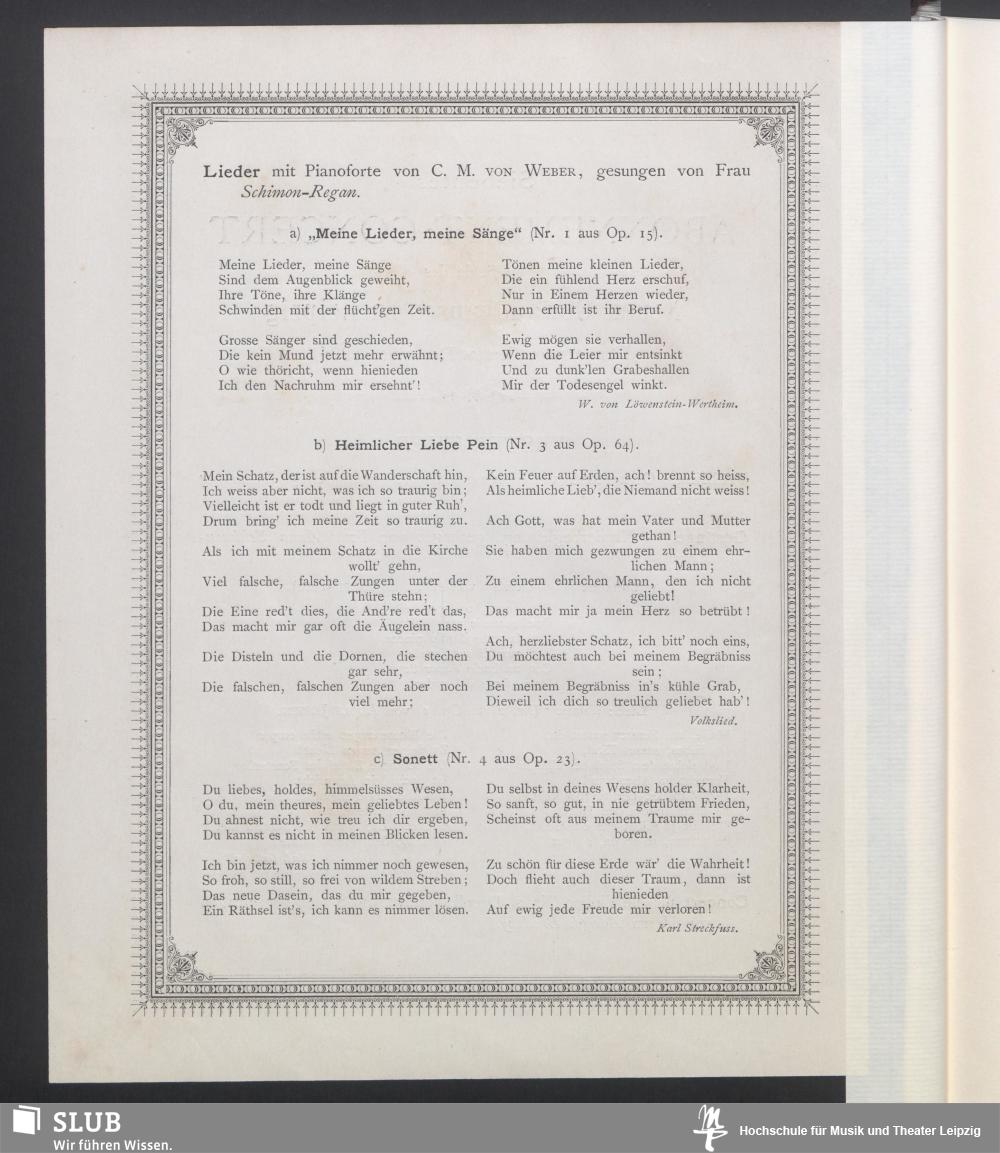 Lieder mit Pianoforte von C. M. von Weber, gesungen von Frau
Schimon-Regan.
a) „Meine Lieder, meine Sänge“ (Nr. 1 aus Op. 15).
Meine Lieder, meine Sänge
Sind dem Augenblick geweiht,
Ihre Töne, ihre Klänge
Schwinden mit der flücht'gen Zeit.
Grosse Sänger sind geschieden,
Die kein Mund jetzt mehr erwähnt;
O wie thöricht, wenn hienieden
Ich den Nachruhm mir ersehnt'!
Tönen meine kleinen Lieder,
Die ein fühlend Herz erschuf,
Nur in Einem Herzen wieder,
Dann erfüllt ist ihr Beruf.
Ewig mögen sie verhallen,
Wenn die Leier mir entsinkt
Und zu dunk'len Grabeshallen
Mir der Todesengel winkt.
W. von Löwenstein-Wertheim.
b) Heimlicher Liebe Pein (Nr. 3 aus Op. 64).
Mein Schatz, der ist auf die Wanderschaft hin,
Ich weiss aber nicht, was ich so traurig bin;
Vielleicht ist er todt und liegt in guter Ruh',
Drum bring' ich meine Zeit so traurig zu.
Als ich mit meinem Schatz in die Kirche
wollt' gehn,
Viel falsche, falsche Zungen unter der
Thüre stehn;
Die Eine red't dies, die And're red't das,
Das macht mir gar oft die Äugelein nass.
Die Disteln und die Dornen, die stechen
gar sehr,
Die falschen, falschen Zungen aber noch
viel mehr;
Kein Feuer auf Erden, ach! brennt so heiss,
Als heimliche Lieb', die Niemand nicht weiss!
Ach Gott, was hat mein Vater und Mutter
gethan!
Sie haben mich gezwungen zu einem ehr-
lichen Mann;
Zu einem ehrlichen Mann, den ich nicht
geliebt!
Das macht mir ja mein Herz so betrübt!
Ach, herzliebster Schatz, ich bitt' noch eins,
Du möchtest auch bei meinem Begräbniss
sein;
Bei meinem Begräbniss in's kühle Grab,
Dieweil ich dich so treulich geliebet hab'!
Volkslied.
c) Sonett (Nr. 4 aus Op. 23).
Du liebes, holdes, himmelsüsses Wesen,
O du, mein theures, mein geliebtes Leben!
Du ahnest nicht, wie treu ich dir ergeben,
Du kannst es nicht in meinen Blicken lesen.
Ich bin jetzt, was ich nimmer noch gewesen,
So froh, so still, so frei von wildem Streben;
Das neue Dasein, das du mir gegeben,
Ein Räthsel ist's, ich kann es nimmer lösen.
Du selbst in deines Wesens holder Klarheit,
So sanft, so gut, in nie getrübtem Frieden,
Scheinst oft aus meinem Traume mir ge-
boren.
Zu schön für diese Erde wär' die Wahrheit!
Doch flieht auch dieser Traum, dann ist
hienieden
Auf ewig jede Freude mir verloren!
Karl Streckfuss.
SLUB
Wir führen Wissen.
Hochschule für Musik und Theater Leipzig